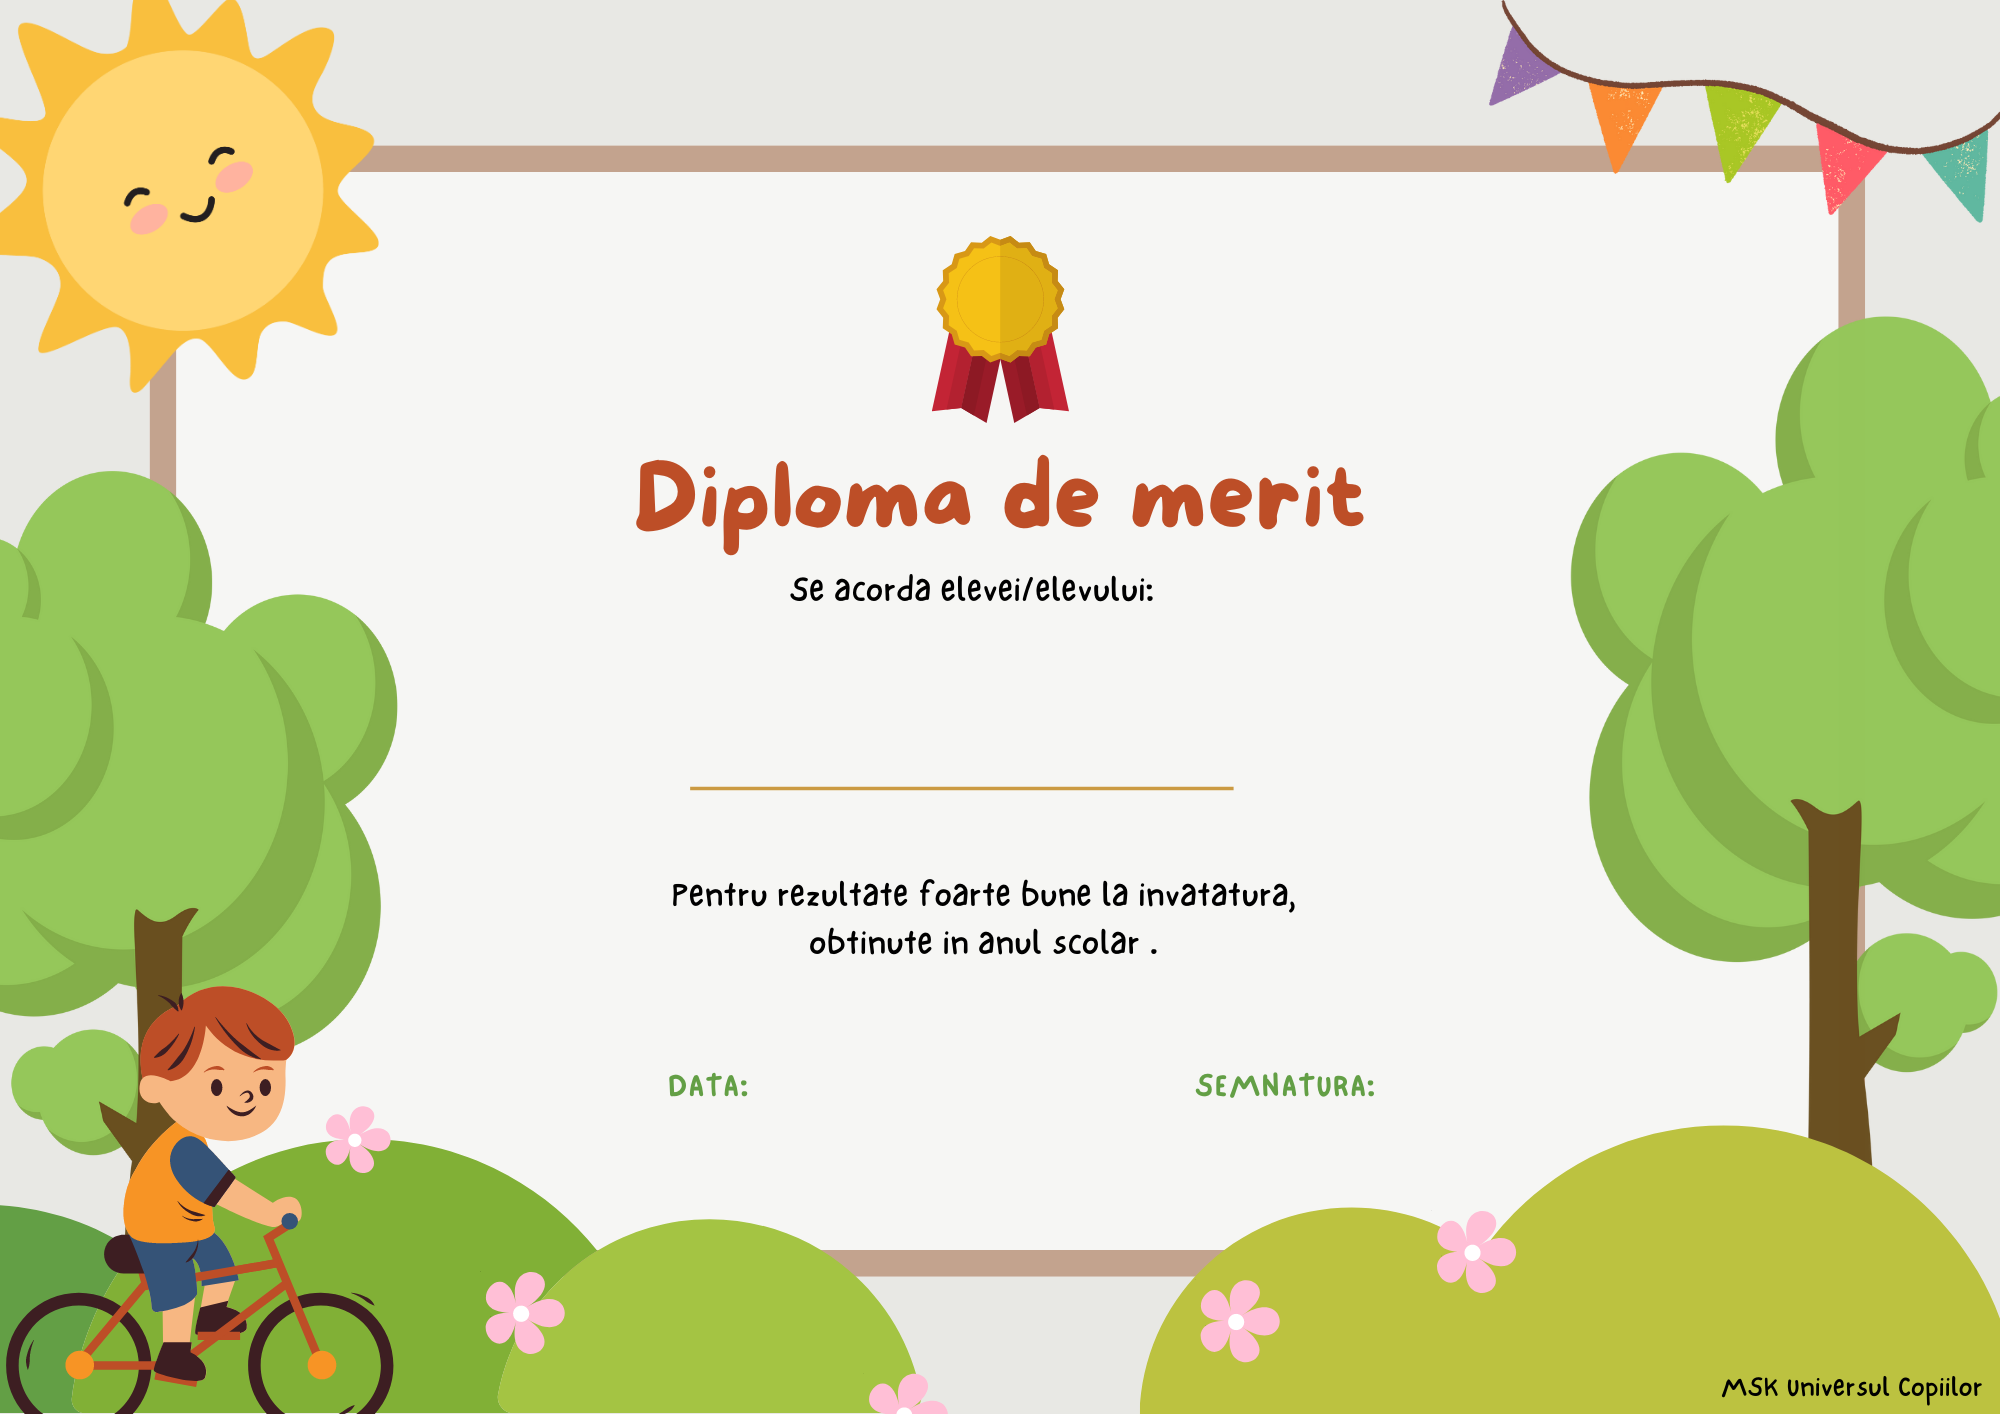 Diploma de merit
Se acorda elevei/elevului:
Pentru rezultate foarte bune la invatatura,
obtinute in anul scolar .
DATA:
SEMNATURA:
MSK Universul Copiilor